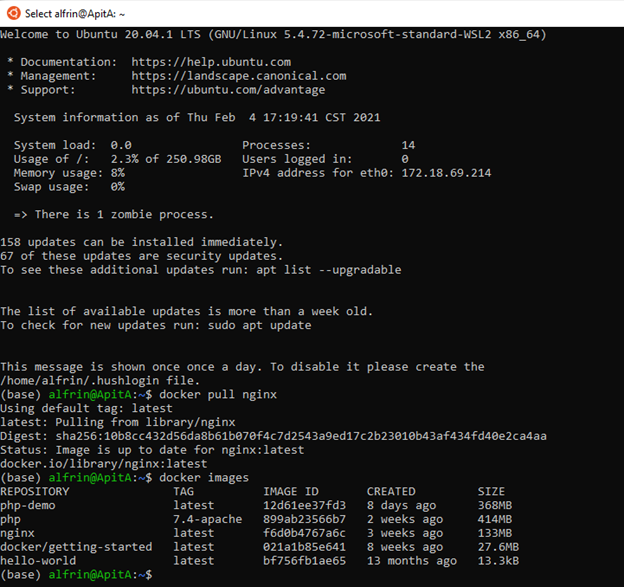 Select alfrin@ApitA: ~
Welcome to Ubuntu 20.04.1 LTS (GNU/Linux 5.4.72-microsoft-standard-WSL2 x86_64)
* Documentation:  https://help.ubuntu.com
* Management:     https://landscape.canonical.com
* Support:        https://ubuntu.com/advantage
System information as of Thu Feb  4 17:19:41 CST 2021
System load:  0.0                Processes:              14
Usage of /:   2.3% of 250.98GB   Users logged in:        0
Memory usage: 8%                 IPv4 address for eth0: 172.18.69.214
Swap usage:   0%
=> There is 1 zombie process.
158 updates can be installed immediately.
67 of these updates are security updates.
To see these additional updates run: apt list --upgradable
The list of available updates is more than a week old.
To check for new updates run: sudo apt update
This message is shown once once a day. To disable it please create the
/home/alfrin/.hushlogin file.
(base) alfrin@ApitA:~$ docker pull nginx
Using default tag: latest
latest: Pulling from library/nginx
Digest: sha256:10b8cc432d56da8b61b070f4c7d2543a9ed17c2b23010b43af434fd40e2ca4aa
Status: Image is up to date for nginx:latest
docker.io/library/nginx:latest
(base) alfrin@ApitA:~$ docker images
REPOSITORY               TAG          IMAGE ID       CREATED         SIZE
php-demo                 latest       12d61ee37fd3   8 days ago      368MB
php                      7.4-apache   899ab23566b7   2 weeks ago     414MB
nginx                    latest       f6d0b4767a6c   3 weeks ago     133MB
docker/getting-started   latest       021a1b85e641   8 weeks ago     27.6MB
hello-world              latest       bf756fb1ae65   13 months ago   13.3kB
(base) alfrin@ApitA:~$